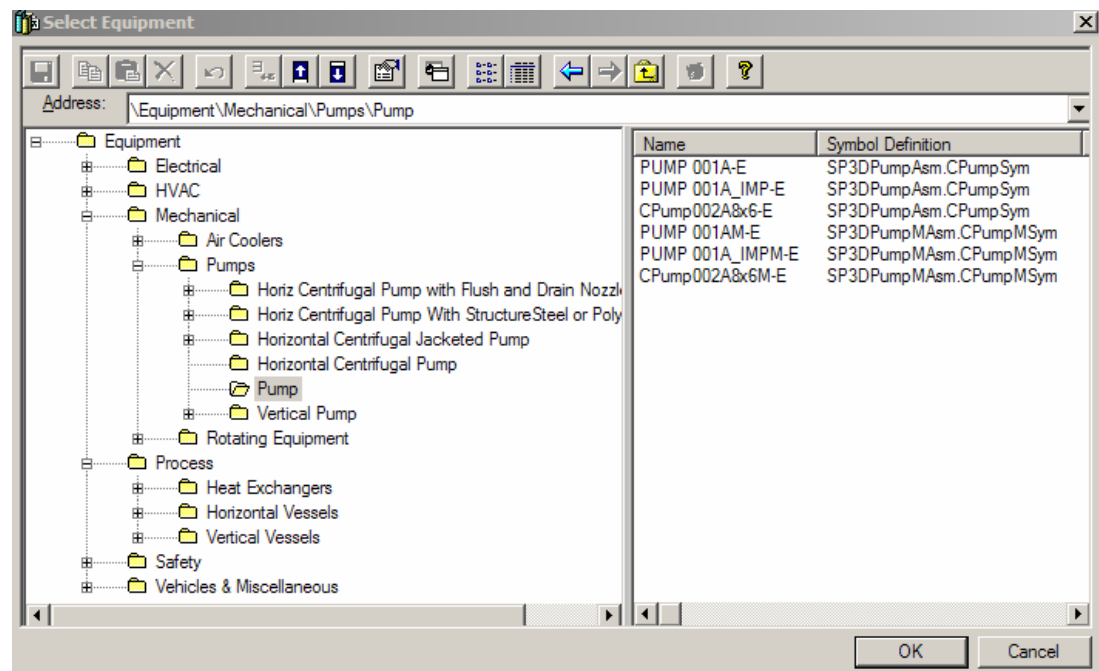 Select Equipment
Address: \Equipment\Mechanical\Pumps\Pump
Equipment
Electrical
HVAC
Mechanical
Air Coolers
Pumps
Horiz Centrifugal Pump with Flush and Drain Nozzl
Horiz Centrifugal Pump With StructureSteel or Poly
Horizontal Centrifugal Jacketed Pump
Horizontal Centrifugal Pump
Pump
Vertical Pump
Rotating Equipment
Process
Heat Exchangers
Horizontal Vessels
Vertical Vessels
Safety
Vehicles & Miscellaneous
Name Symbol Definition
PUMP 001A-E SP3DPumpAsm.CPumpSym
PUMP 001A_IMP-E SP3DPumpAsm.CPumpSym
CPump002A8x6-E SP3DPumpAsm.CPumpSym
PUMP 001AM-E SP3DPumpMAsm.CPumpMSym
PUMP 001A_IMPM-E SP3DPumpMAsm.CPumpMSym
CPump002A8x6M-E SP3DPumpMAsm.CPumpMSym
OK Cancel